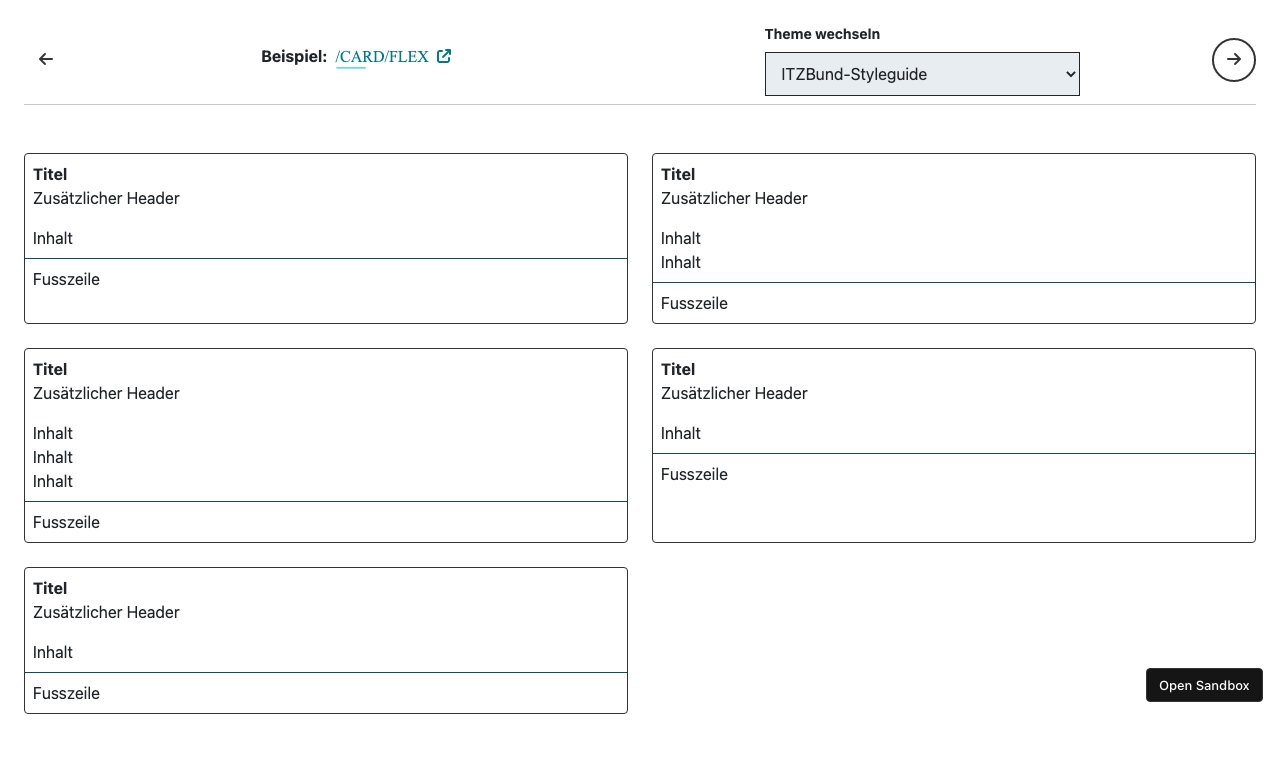 Beispiel: /CARD/FLEX
Theme wechseln
ITZBund-Styleguide
Titel
Zusätzlicher Header
Inhalt
Fusszeile
Titel
Zusätzlicher Header
Inhalt
Inhalt
Fusszeile
Titel
Zusätzlicher Header
Inhalt
Inhalt
Inhalt
Fusszeile
Titel
Zusätzlicher Header
Inhalt
Fusszeile
Titel
Zusätzlicher Header
Inhalt
Fusszeile
Open Sandbox